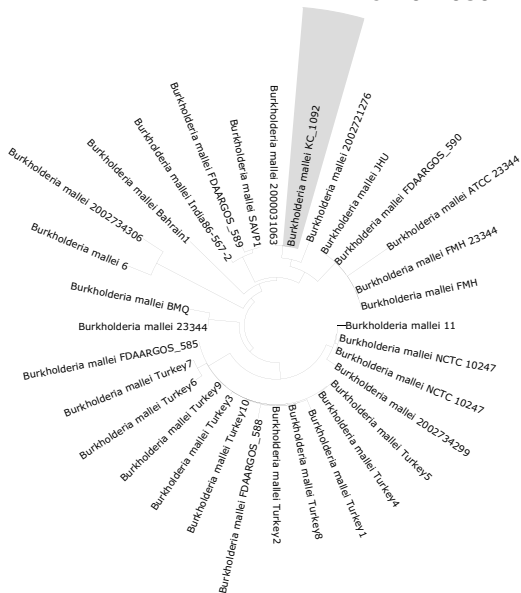 Burkholderia mallei KC_1092
Burkholderia mallei 2002721276
Burkholderia mallei JHU
Burkholderia mallei FDAARGOS_590
Burkholderia mallei ATCC 23344
Burkholderia mallei FMH 23344
Burkholderia mallei FMH
Burkholderia mallei 11
Burkholderia mallei NCTC 10247
Burkholderia mallei NCTC 10247
Burkholderia mallei 2002734299
Burkholderia mallei Turkey5
Burkholderia mallei Turkey4
Burkholderia mallei Turkey1
Burkholderia mallei Turkey8
Burkholderia mallei Turkey2
Burkholderia mallei FDAARGOS_588
Burkholderia mallei Turkey10
Burkholderia mallei Turkey3
Burkholderia mallei Turkey9
Burkholderia mallei Turkey6
Burkholderia mallei Turkey7
Burkholderia mallei FDAARGOS_585
Burkholderia mallei 23344
Burkholderia mallei BMQ
Burkholderia mallei 6
Burkholderia mallei 2002734306
Burkholderia mallei Bahrain1
Burkholderia mallei India86-567-2
Burkholderia mallei FDAARGOS_589
Burkholderia mallei SAVP1
Burkholderia mallei 2000031063